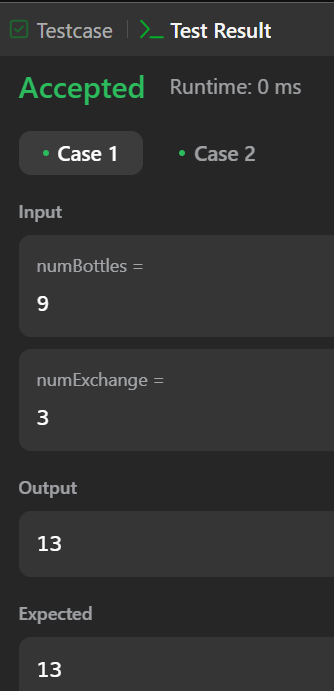 Testcase
Test Result
Accepted Runtime: 0 ms
Case 1 Case 2
Input
numBottles =
9
numExchange =
3
Output
13
Expected
13